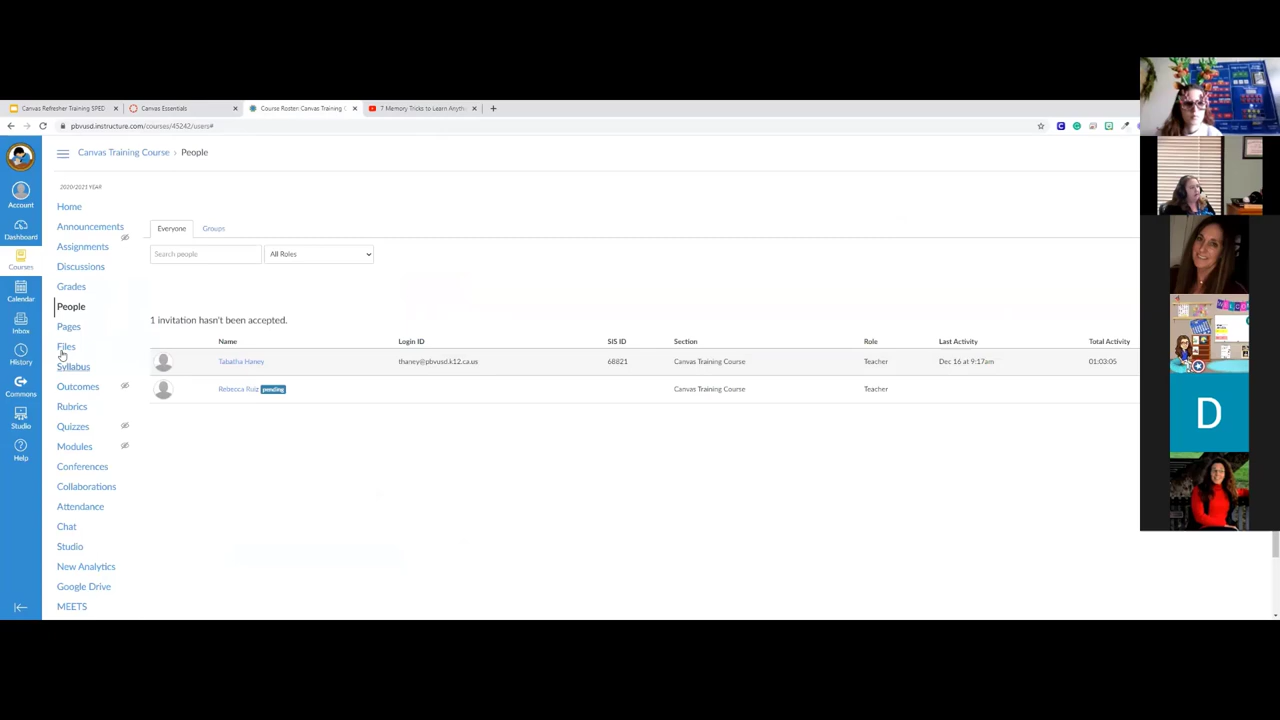 Canvas Refresher Training SPED
Canvas Essentials
Course Roster: Canvas Training
7 Memory Tricks to Learn Anyth
pbvusd.instructure.com/courses/45242/users#
Canvas Training Course › People
2020/2021 YEAR
Account
Dashboard
Courses
Calendar
Inbox
History
Commons
Studio
Help
Home
Announcements
Assignments
Discussions
Grades
People
Pages
Files
Syllabus
Outcomes
Rubrics
Quizzes
Modules
Conferences
Collaborations
Attendance
Chat
Studio
New Analytics
Google Drive
MEETS
Everyone Groups
Search people All Roles
1 invitation hasn't been accepted.
Name Login ID SIS ID Section Role Last Activity Total Activity
Tabatha Haney thaney@pbvusd.k12.ca.us 68821 Canvas Training Course Teacher Dec 16 at 9:17am 01:03:05
Rebecca Ruiz pending Canvas Training Course Teacher
D